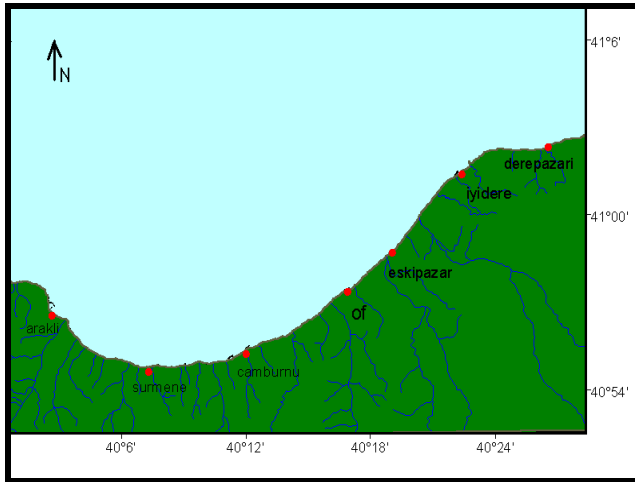 41°6'
N
derepazari
iyidere
41°00'
eskipazar
of
arakli
camburnu
surmene
40°54'
40°6'
40°12'
40°18'
40°24'